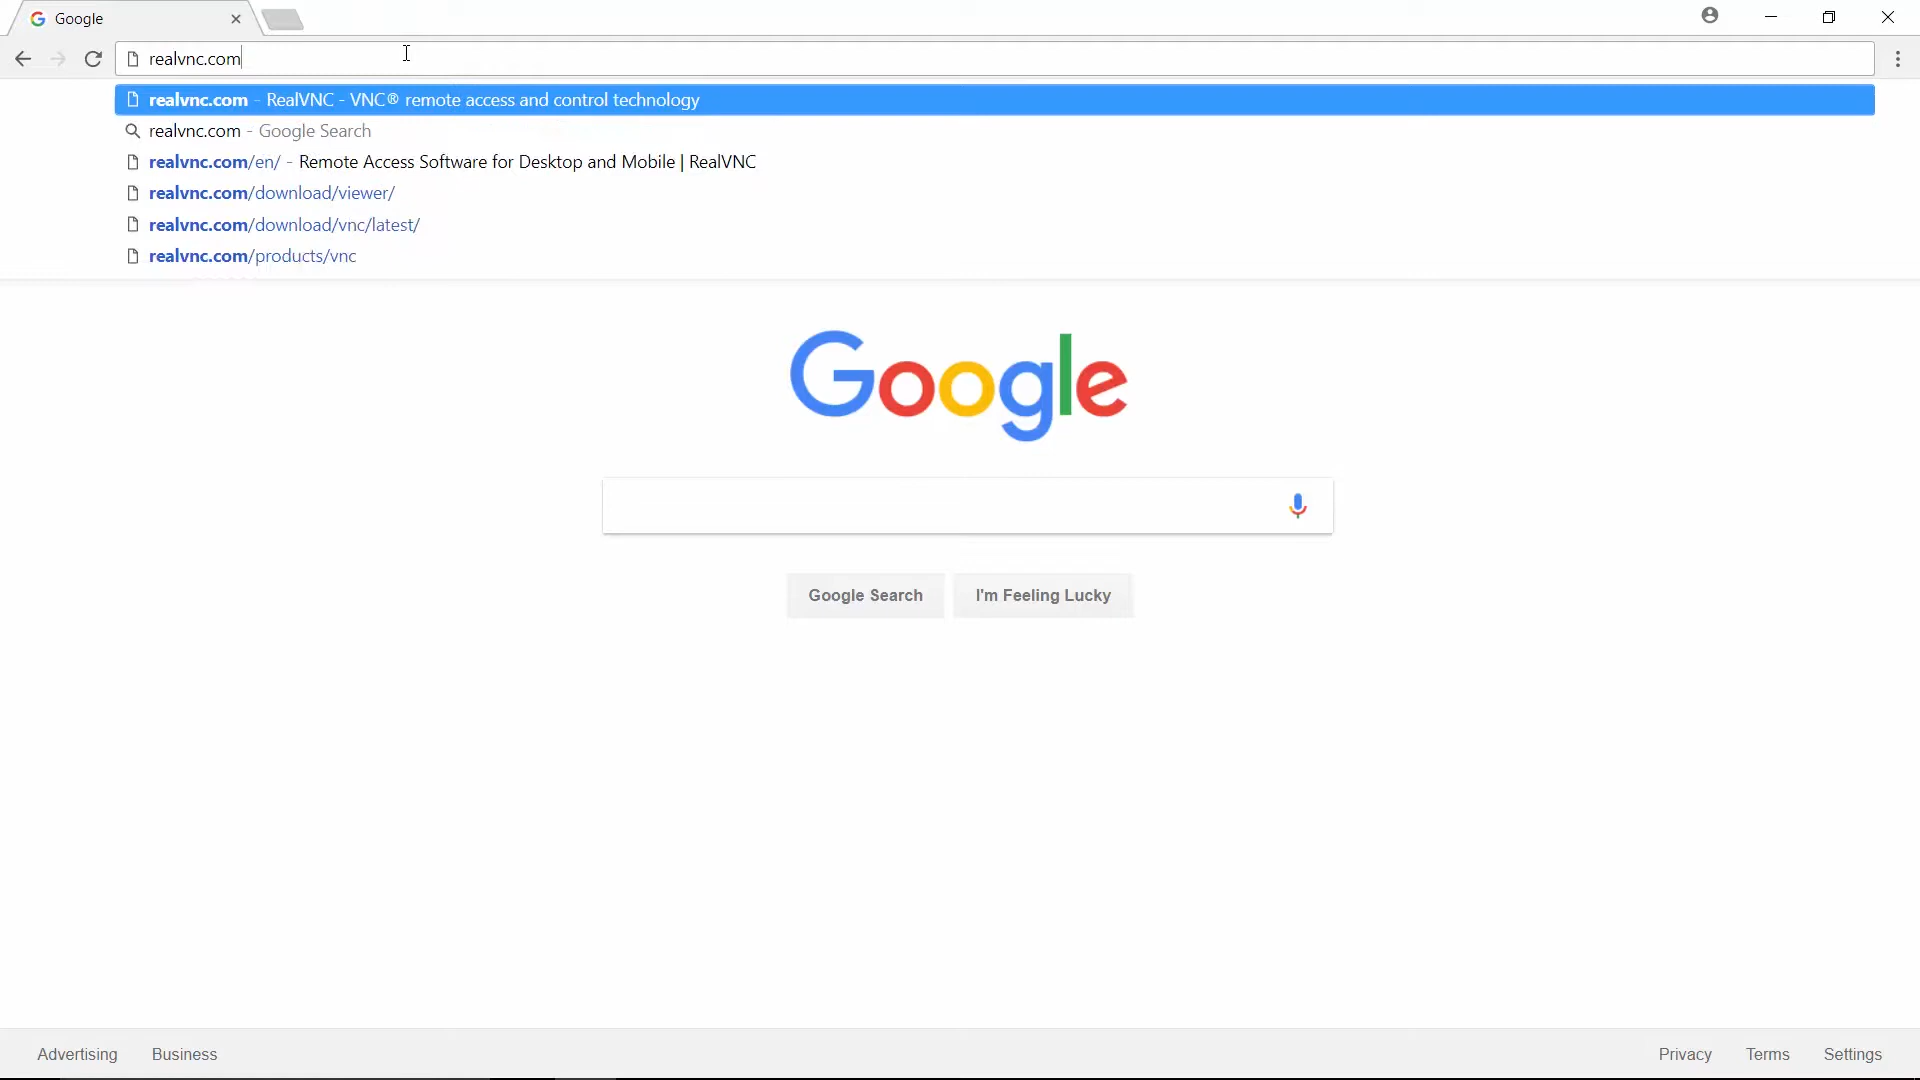 Google
realvnc.com
realvnc.com - RealVNC - VNC® remote access and control technology
realvnc.com - Google Search
realvnc.com/en/ - Remote Access Software for Desktop and Mobile | RealVNC
realvnc.com/download/viewer/
realvnc.com/download/vnc/latest/
realvnc.com/products/vnc
Google
Google Search I'm Feeling Lucky
Advertising Business Privacy Terms Settings